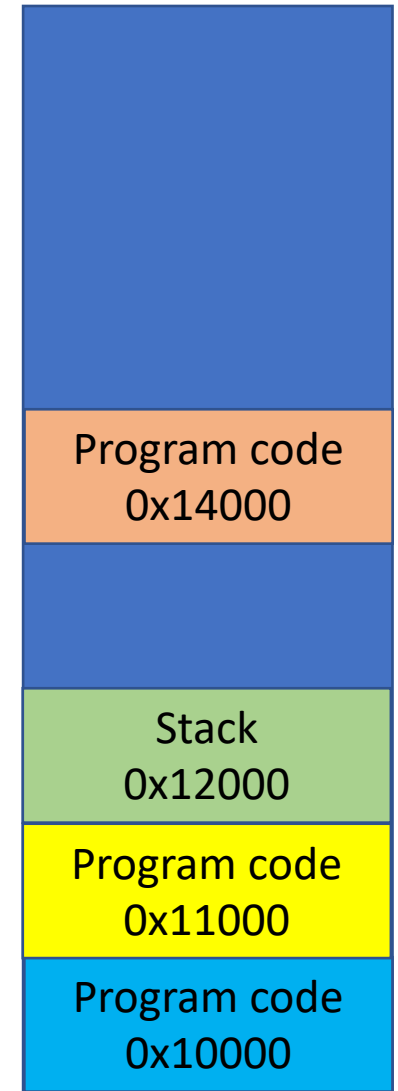 Program code
0x14000
Stack
0x12000
Program code
0x11000
Program code
0x10000